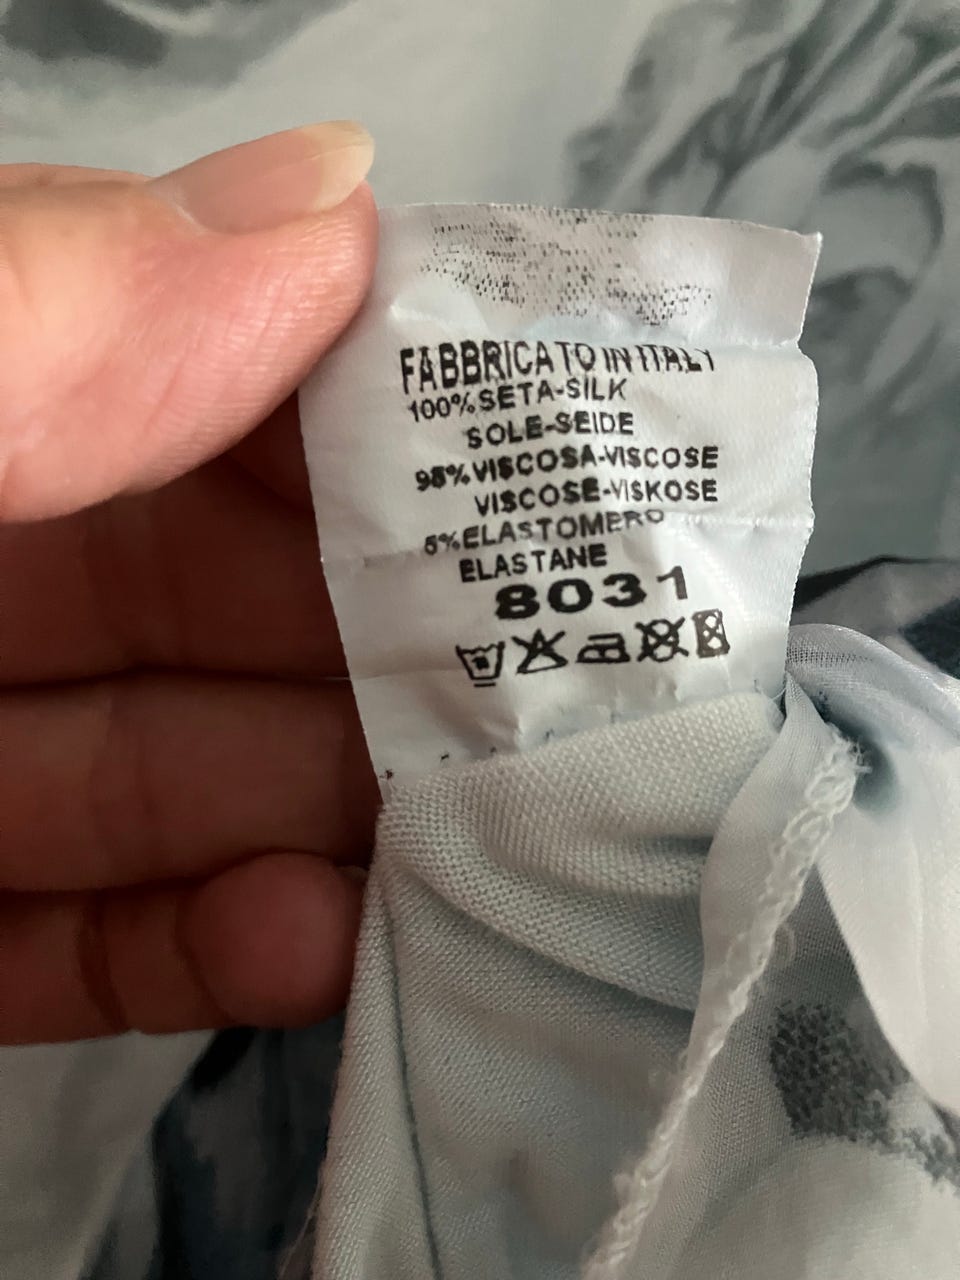 FABBRICATO IN ITALY
100% SETA-SILK
SOLE-SEIDE
95% VISCOSA-VISCOSE
VISCOSE-VISKOSE
5% ELASTOMERO
ELASTANE
8031